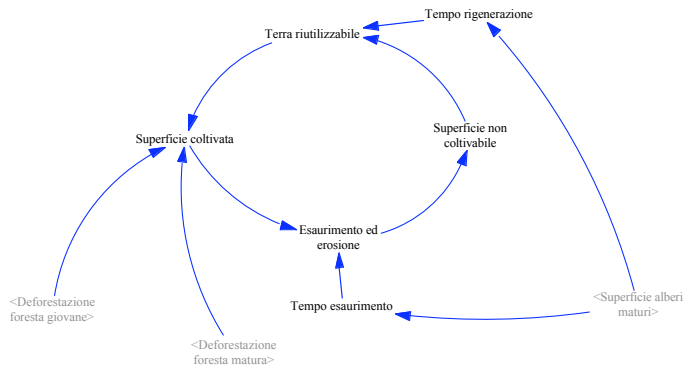 Tempo rigenerazione
Terra riutilizzabile
Superficie non
coltivabile
Superficie coltivata
Esaurimento ed
erosione
<Deforestazione
foresta giovane>
Tempo esaurimento
<Superficie alberi
maturi>
<Deforestazione
foresta matura>